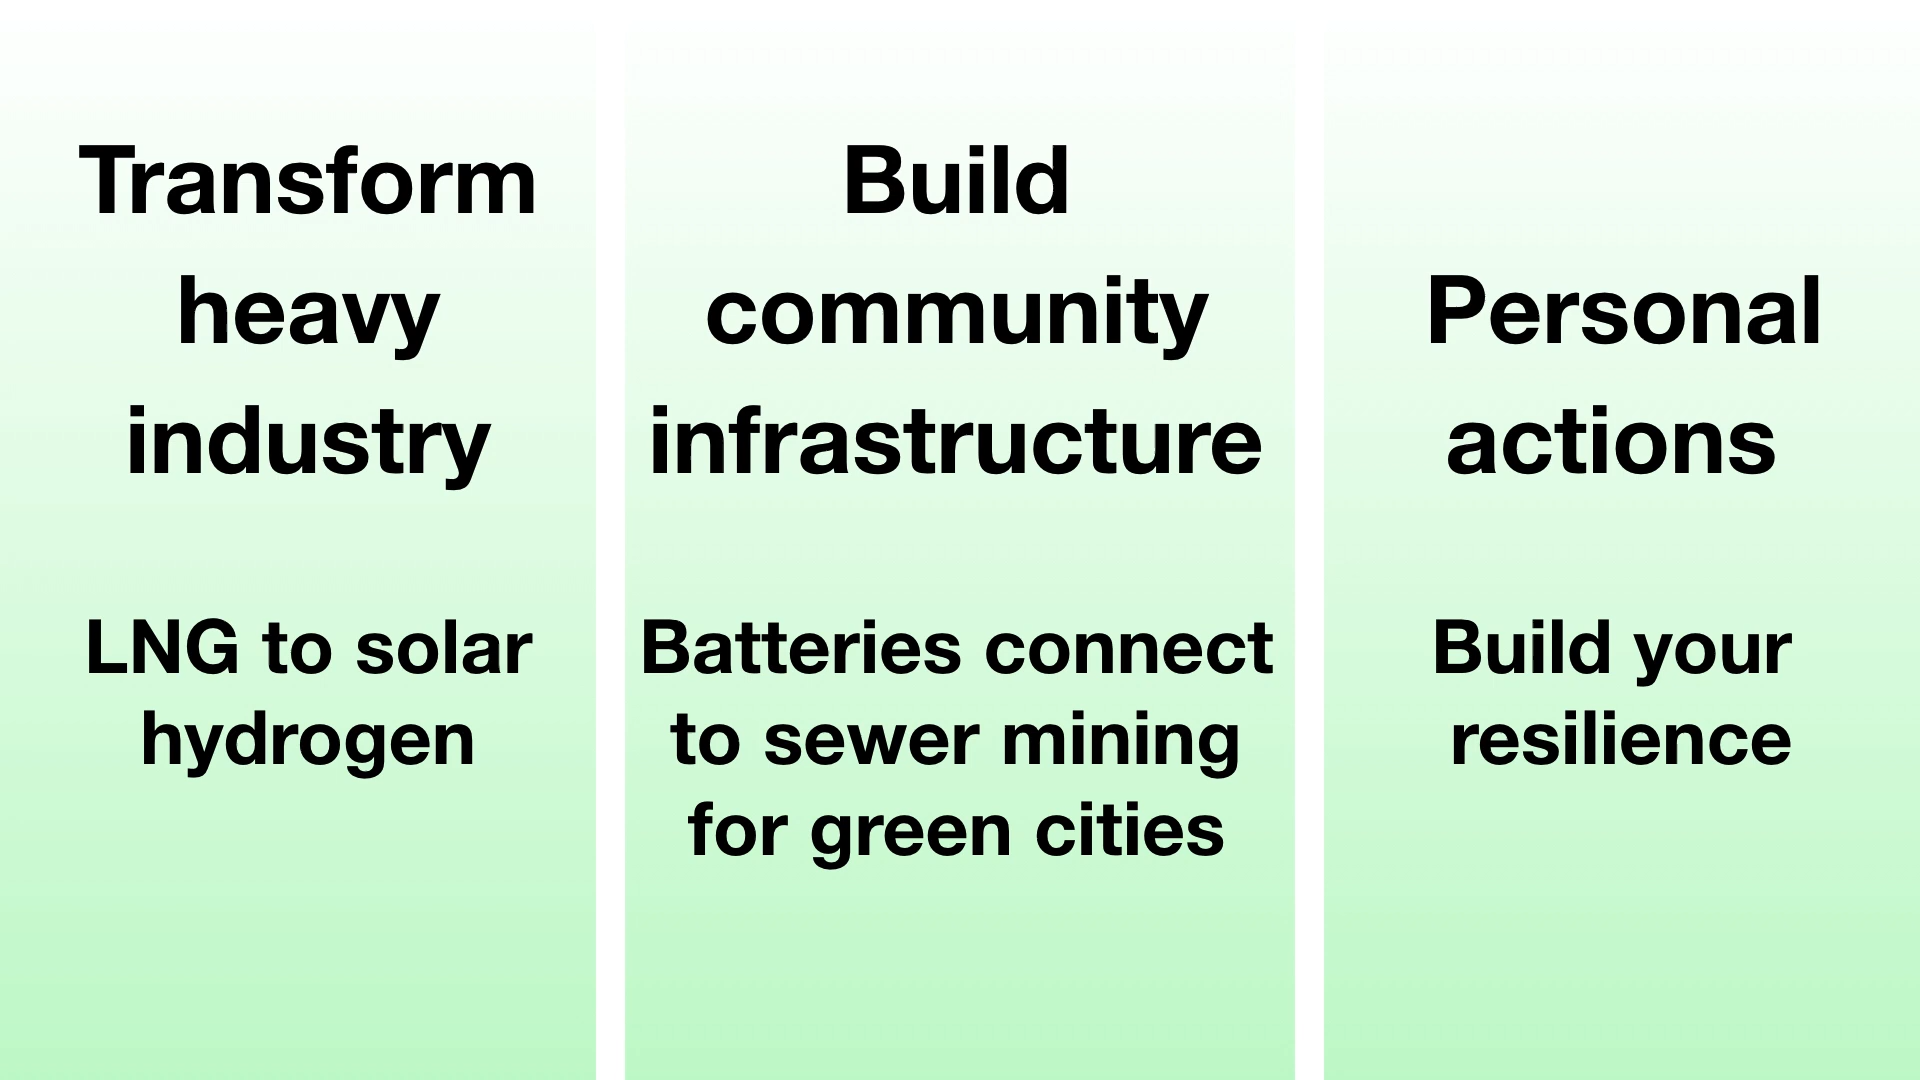 Transform
heavy
industry
LNG to solar
hydrogen
Build
community
infrastructure
Batteries connect
to sewer mining
for green cities
Personal
actions
Build your
resilience